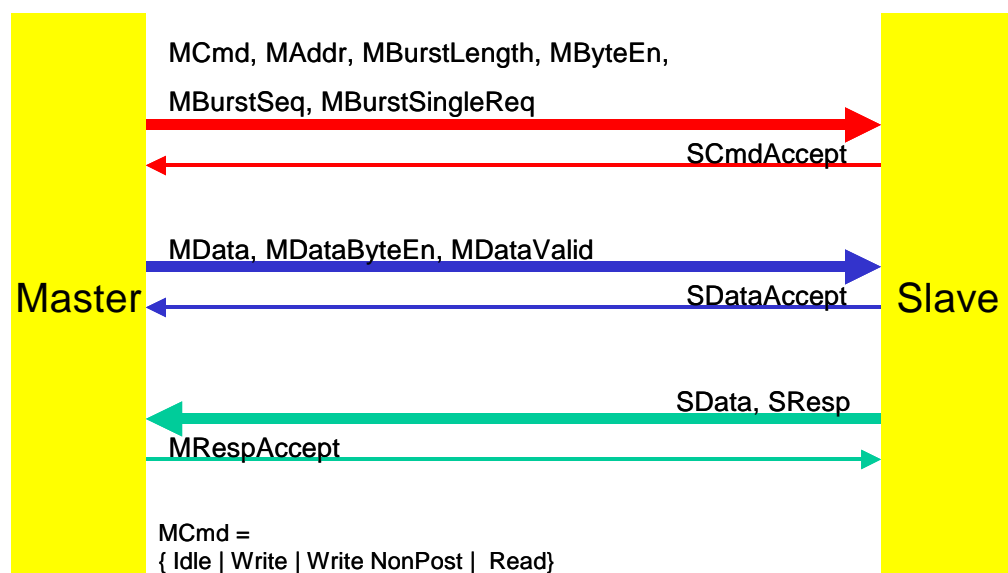 MCmd, MAddr, MBurstLength, MByteEn,
MBurstSeq, MBurstSingleReq
SCmdAccept
MData, MDataByteEn, MDataValid
SDataAccept
Master
Slave
SData, SResp
MRespAccept
MCmd =
{ Idle | Write | Write NonPost | Read}